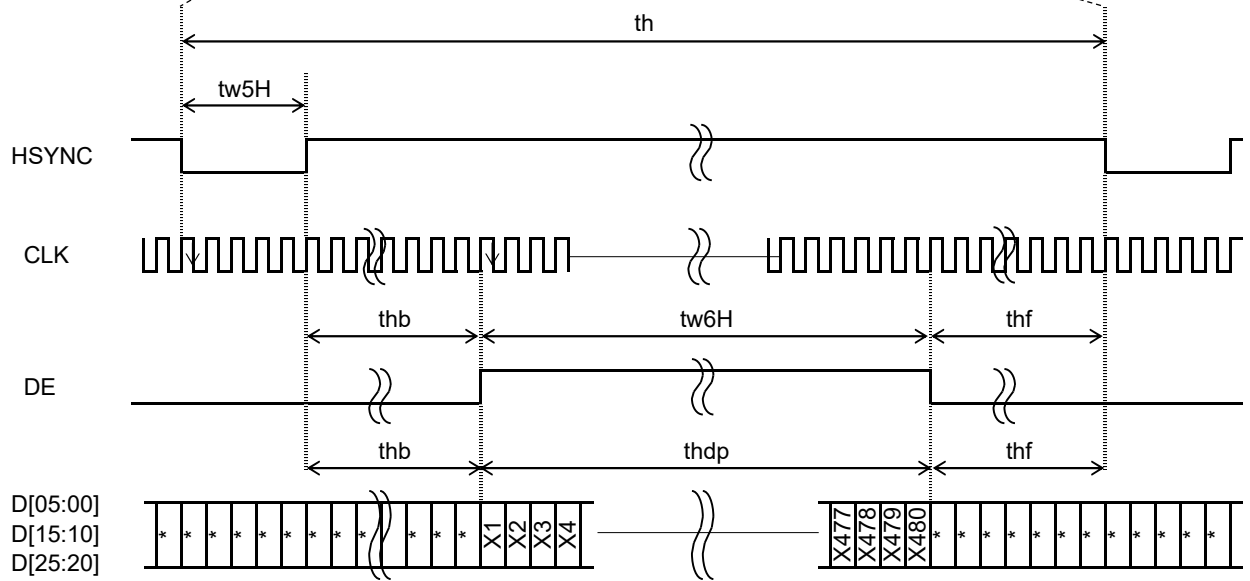 th
tw5H
HSYNC
CLK
thb tw6H thf
DE
thb thdp thf
D[05:00]
D[15:10] * * * * * * * * * * * * X1 X2 X3 X4 X477 X478 X479 X480 * * * * * * * * * * * *
D[25:20]